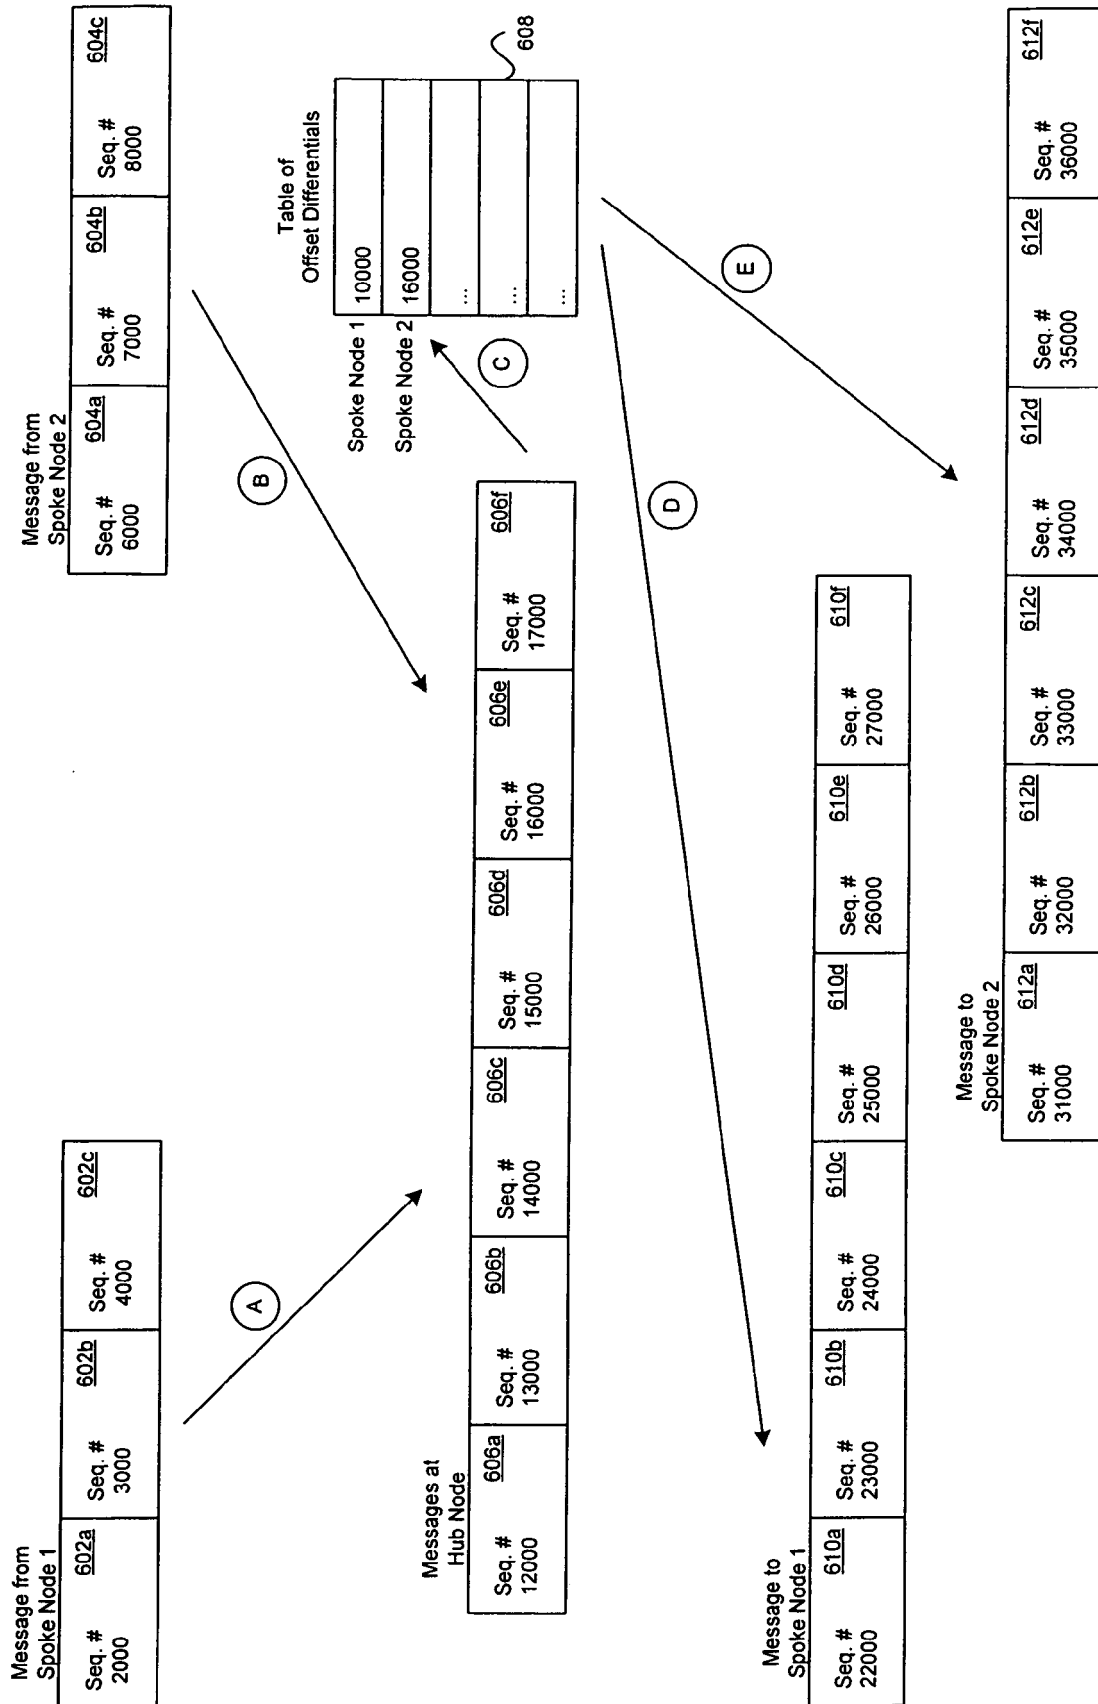 Message from
Spoke Node 1
602a
Seq. #
2000
602b
Seq. #
3000
602c
Seq. #
4000
Message from
Spoke Node 2
604a
Seq. #
6000
604b
Seq. #
7000
604c
Seq. #
8000
A
B
Table of
Offset Differentials
Spoke Node 1
10000
Spoke Node 2
16000
...
...
...
608
C
Messages at
Hub Node
606a
Seq. #
12000
606b
Seq. #
13000
606c
Seq. #
14000
606d
Seq. #
15000
606e
Seq. #
16000
606f
Seq. #
17000
D
E
Message to
Spoke Node 1
610a
Seq. #
22000
610b
Seq. #
23000
610c
Seq. #
24000
610d
Seq. #
25000
610e
Seq. #
26000
610f
Seq. #
27000
Message to
Spoke Node 2
612a
Seq. #
31000
612b
Seq. #
32000
612c
Seq. #
33000
612d
Seq. #
34000
612e
Seq. #
35000
612f
Seq. #
36000